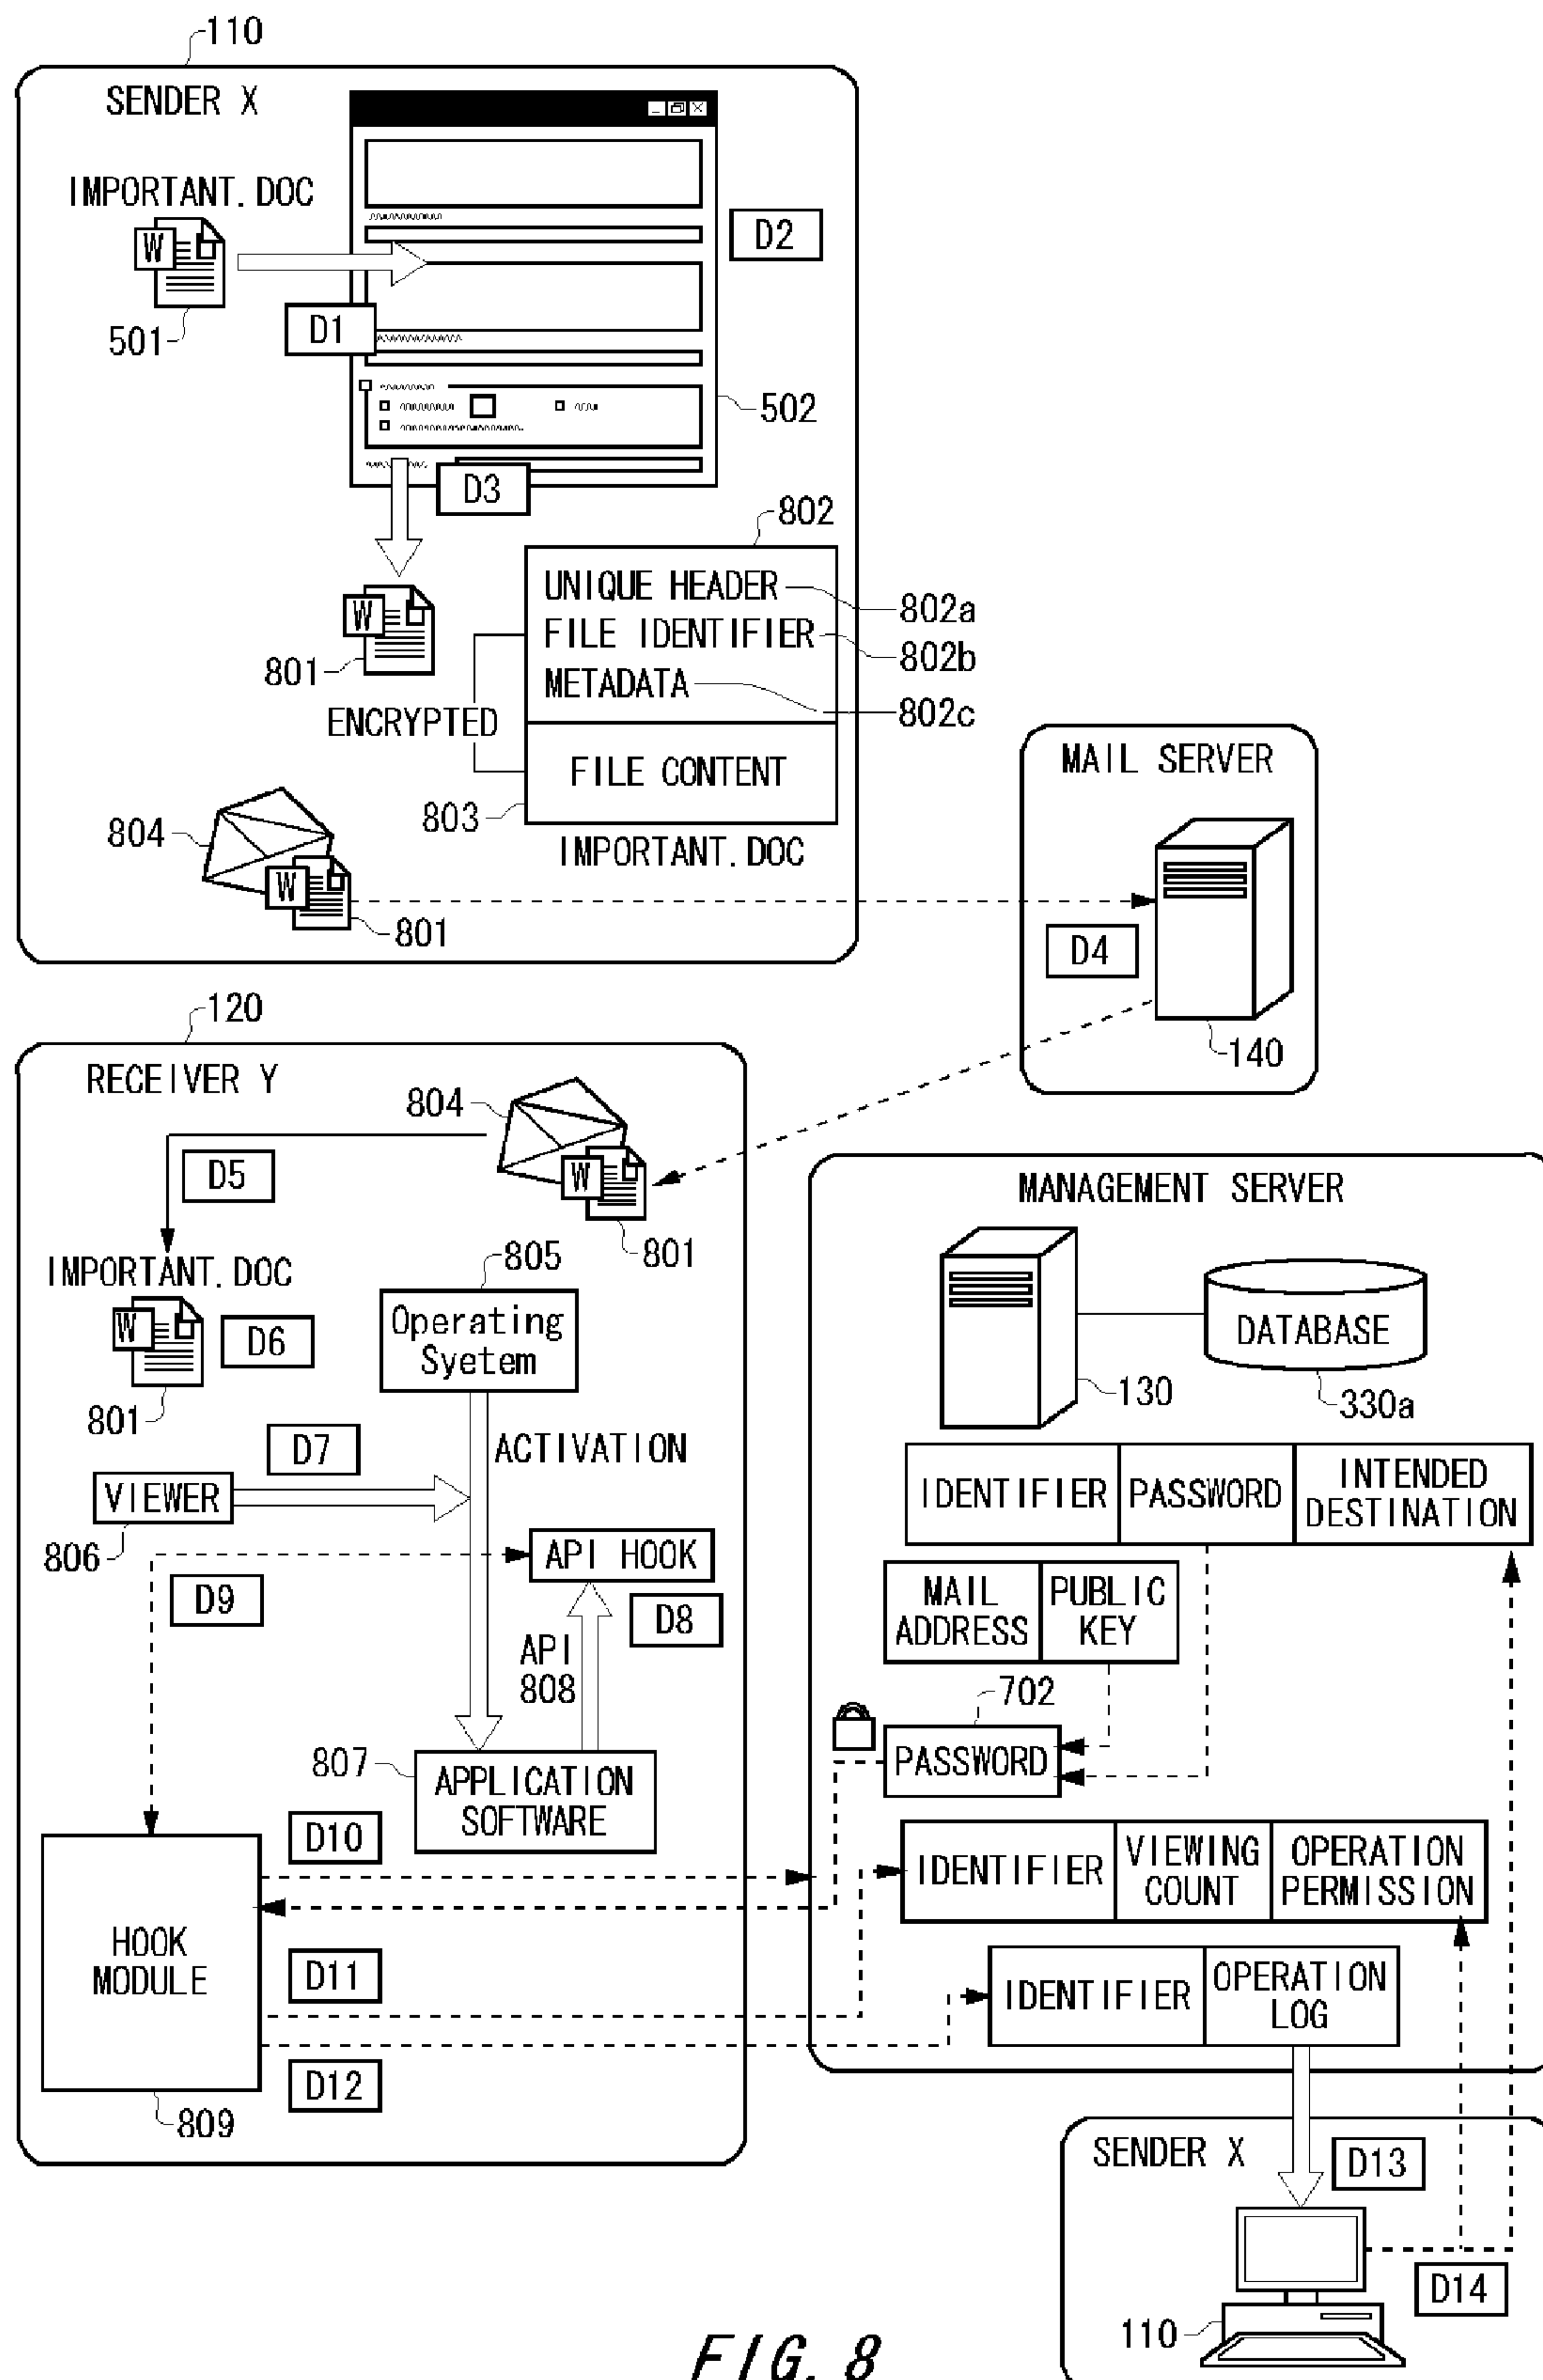 110
SENDER X
IMPORTANT.DOC
W
501
D1
D2
502
D3
802
UNIQUE HEADER
802a
FILE IDENTIFIER
802b
METADATA
802c
W
801
ENCRYPTED
FILE CONTENT
803
IMPORTANT.DOC
804
W
801
MAIL SERVER
D4
140
120
RECEIVER Y
804
W
801
D5
IMPORTANT.DOC
W
D6
801
805
Operating
Syetem
D7
ACTIVATION
VIEWER
806
API HOOK
D9
D8
API
808
807
APPLICATION
SOFTWARE
D10
HOOK
MODULE
D11
D12
809
MANAGEMENT SERVER
130
DATABASE
330a
IDENTIFIER
PASSWORD
INTENDED
DESTINATION
MAIL
ADDRESS
PUBLIC
KEY
702
PASSWORD
IDENTIFIER
VIEWING
COUNT
OPERATION
PERMISSION
IDENTIFIER
OPERATION
LOG
SENDER X
D13
D14
110
FIG. 8